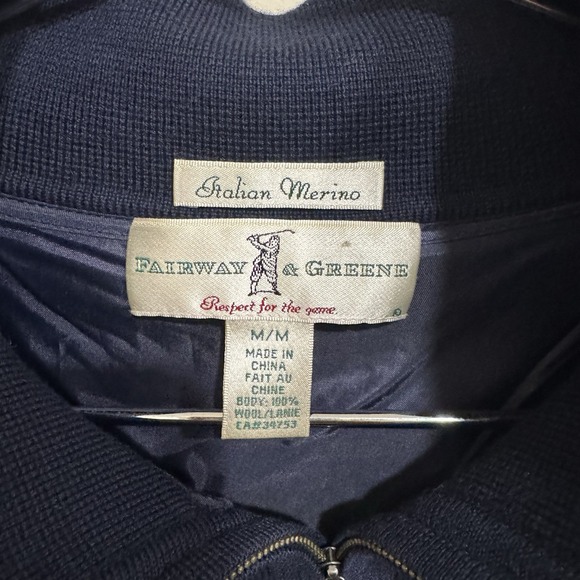 Italian Merino
FAIRWAY & GREENE
Respect for the game
M/M
MADE IN
CHINA
FAIT AU
CHINE
BODY: 100%
WOOL/LANIE
CA#34753